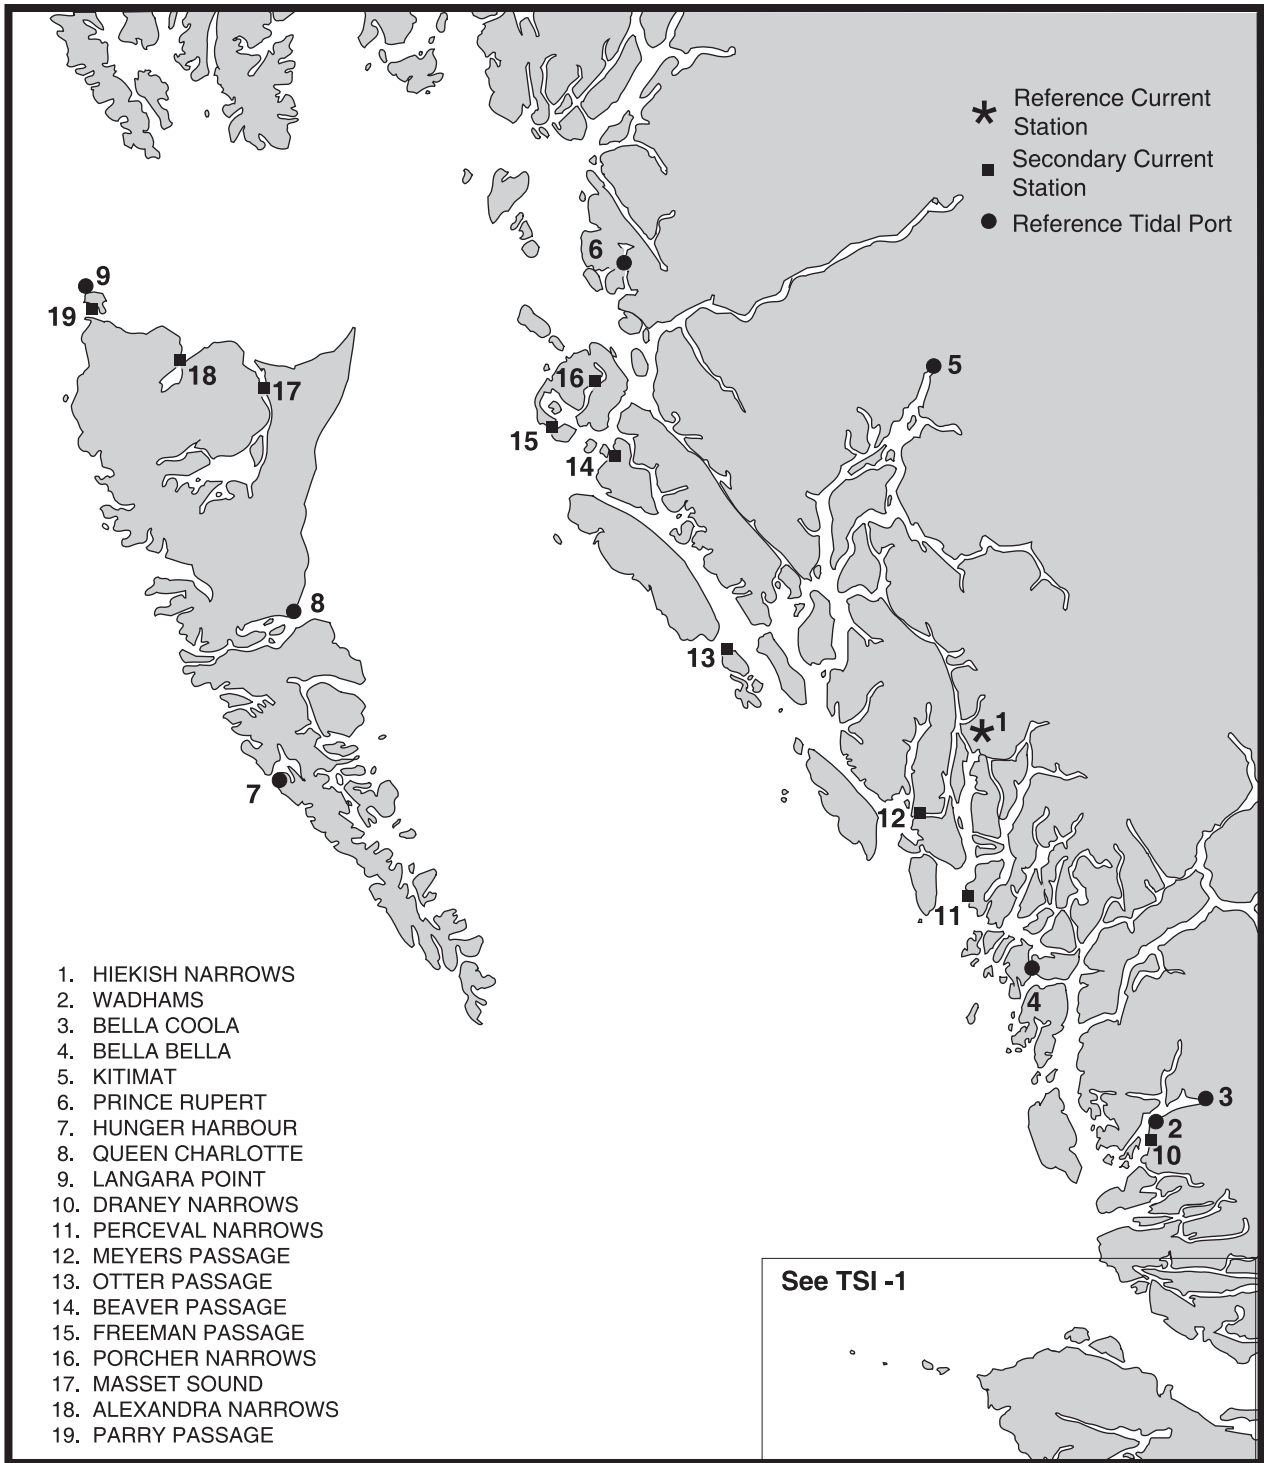 Reference Current
Station
Secondary Current
Station
Reference Tidal Port
6
9
19
18
17
5
16
15
14
8
13
1
7
12
11
4
3
2
10
1. HIEKISH NARROWS
2. WADHAMS
3. BELLA COOLA
4. BELLA BELLA
5. KITIMAT
6. PRINCE RUPERT
7. HUNGER HARBOUR
8. QUEEN CHARLOTTE
9. LANGARA POINT
10. DRANEY NARROWS
11. PERCEVAL NARROWS
12. MEYERS PASSAGE
13. OTTER PASSAGE
14. BEAVER PASSAGE
15. FREEMAN PASSAGE
16. PORCHER NARROWS
17. MASSET SOUND
18. ALEXANDRA NARROWS
19. PARRY PASSAGE
See TSI -1